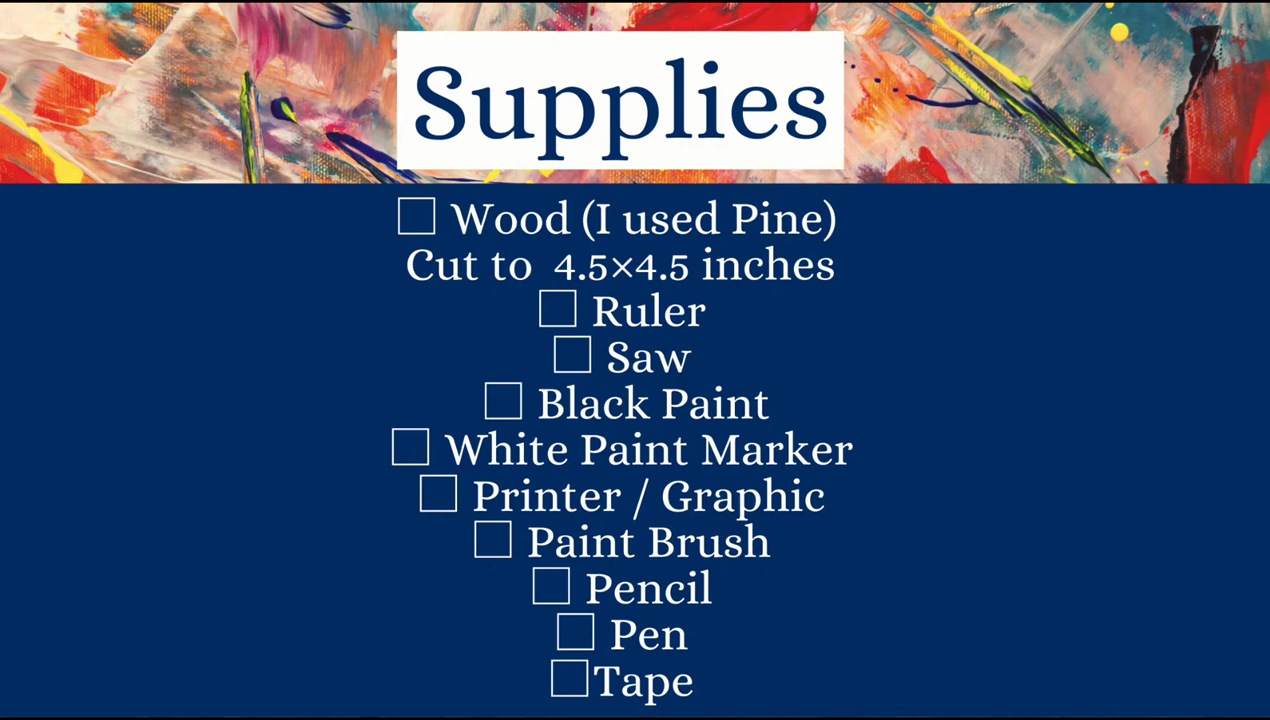 Supplies
☐ Wood (I used Pine)
Cut to 4.5×4.5 inches
☐ Ruler
☐ Saw
☐ Black Paint
☐ White Paint Marker
☐ Printer / Graphic
☐ Paint Brush
☐ Pencil
☐ Pen
☐Tape